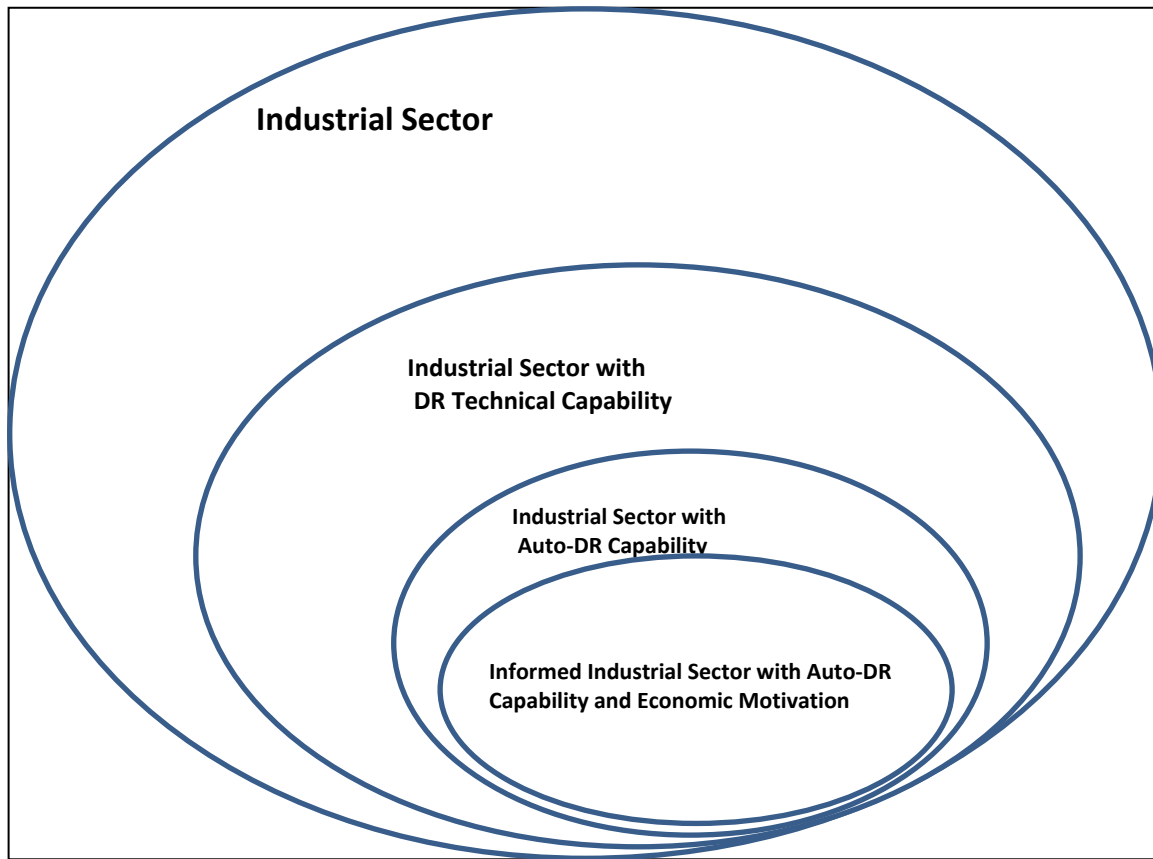 Industrial Sector
Industrial Sector with
DR Technical Capability
Industrial Sector with
Auto-DR Capability
Informed Industrial Sector with Auto-DR
Capability and Economic Motivation